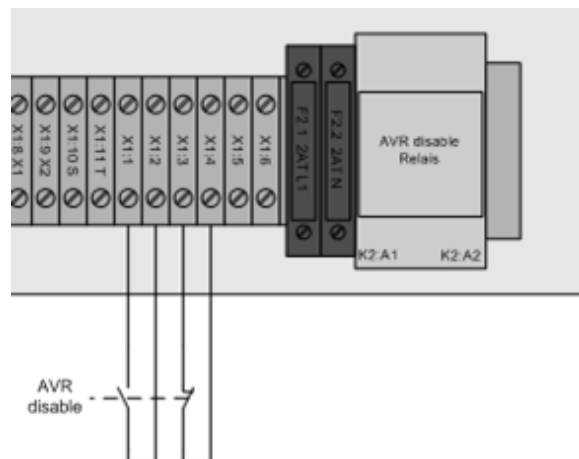 X1:8 X1
X1:9 X2
X1:10 S
X1:11 T
X1:1
X1:2
X1:3
X1:4
X1:5
X1:6
F2.1 2AT L1
F2.2 2AT N
AVR disable
Relais
K2:A1
K2:A2
AVR
disable